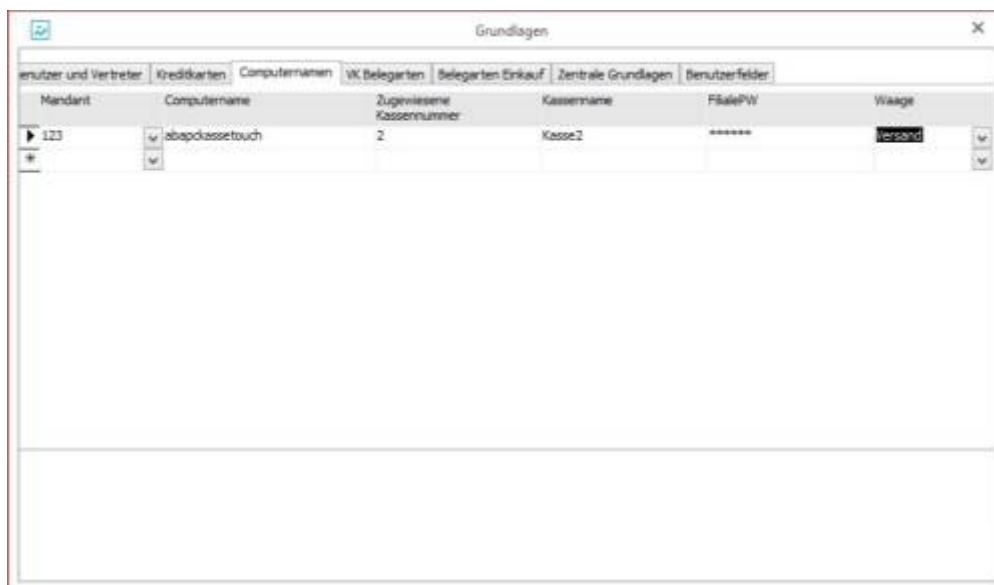 Grundlagen
enutzer und Vertreter Kreditkarten Computernamen VK Belegarten Belegarten Einkauf Zentrale Grundlagen Benutzerfelder
Mandant Computername Zugewiesene Kassennummer Kassenname FilialePW Waage
123 abapckassetouch 2 Kasse2 ****** Versand